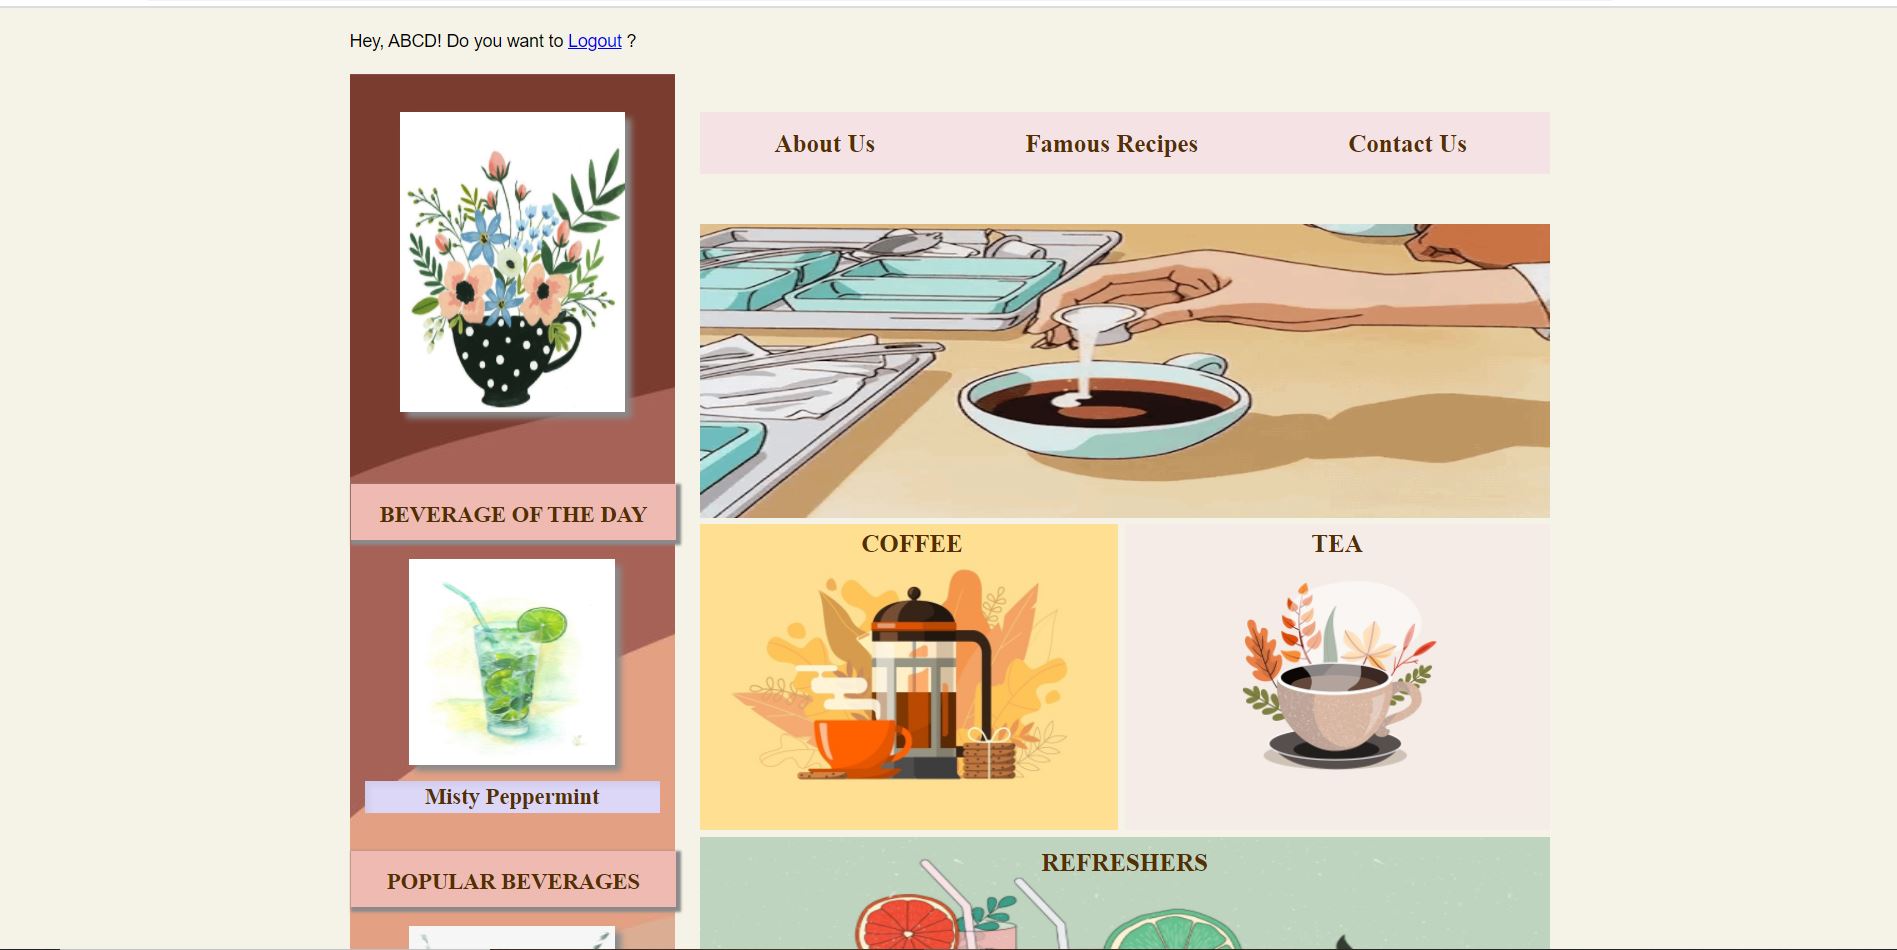 Hey, ABCD! Do you want to Logout ?
About Us
Famous Recipes
Contact Us
BEVERAGE OF THE DAY
Misty Peppermint
POPULAR BEVERAGES
COFFEE
TEA
REFRESHERS